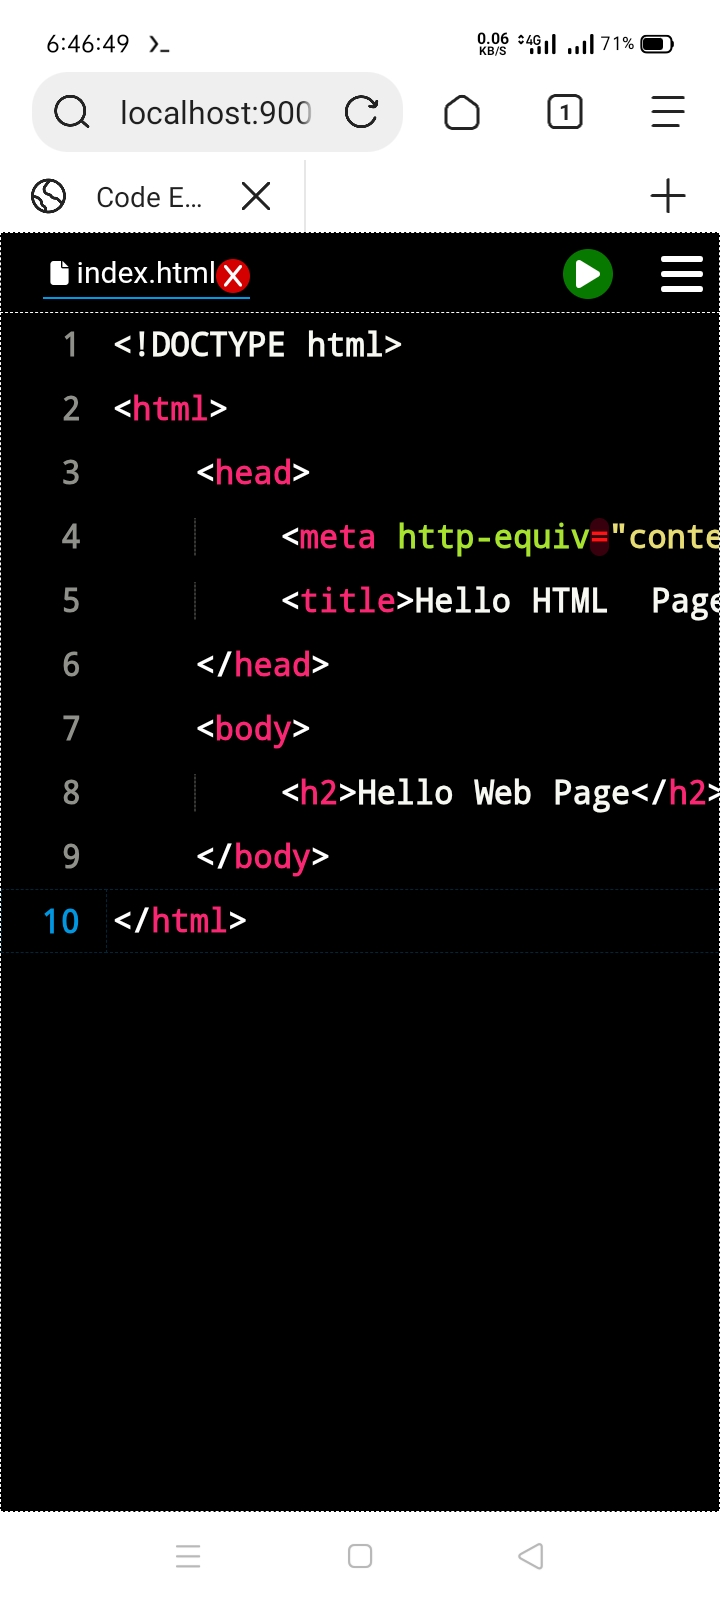 6:46:49 0.06 KB/S 4G 71%
localhost:900 1
Code E...
index.html X
1 <!DOCTYPE html>
2 <html>
3 <head>
4 <meta http-equiv="conte
5 <title>Hello HTML  Page
6 </head>
7 <body>
8 <h2>Hello Web Page</h2>
9 </body>
10 </html>